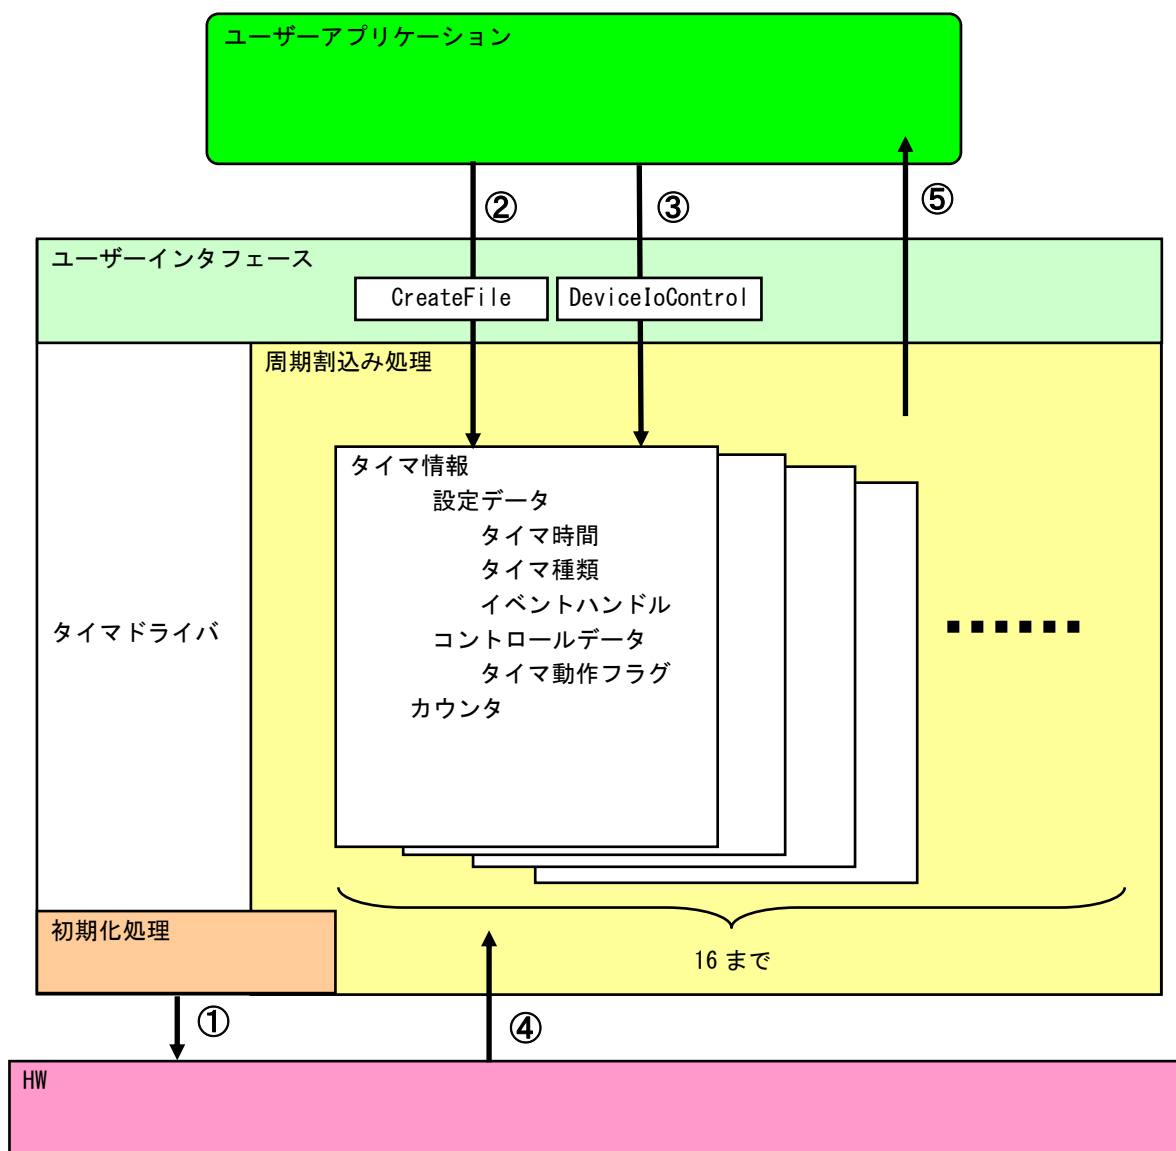 ユーザーアプリケーション
②
③
⑤
ユーザーインタフェース
CreateFile
DeviceIoControl
周期割込み処理
タイマ情報
設定データ
タイマ時間
タイマ種類
イベントハンドル
タイマドライバ
コントロールデータ
タイマ動作フラグ
カウンタ
初期化処理
16 まで
①
④
HW